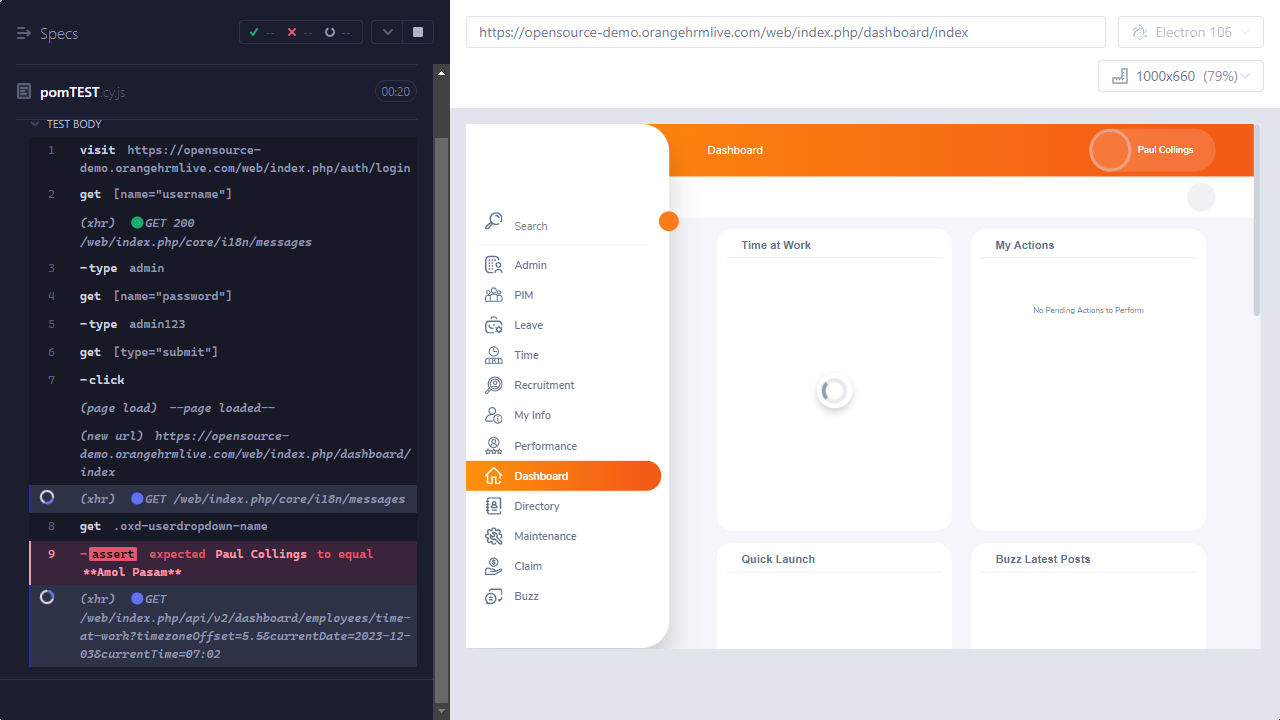 Specs
-- -- --
pomTEST.cy.js
00:20
TEST BODY
1 visit https://opensource-
demo.orangehrmlive.com/web/index.php/auth/login
2 get [name="username"]
(xhr) GET 200
/web/index.php/core/i18n/messages
3 -type admin
4 get [name="password"]
5 -type admin123
6 get [type="submit"]
7 -click
(page load) --page loaded--
(new url) https://opensource-
demo.orangehrmlive.com/web/index.php/dashboard/
index
(xhr) GET /web/index.php/core/i18n/messages
8 get .oxd-userdropdown-name
9 -assert expected Paul Collings to equal
**Amol Pasam**
(xhr) GET
/web/index.php/api/v2/dashboard/employees/time-
at-work?timezoneOffset=5.5&currentDate=2023-12-
03&currentTime=07:02
https://opensource-demo.orangehrmlive.com/web/index.php/dashboard/index
Electron 106
1000x660 (79%)
Dashboard
Paul Collings
Search
Admin
PIM
Leave
Time
Recruitment
My Info
Performance
Dashboard
Directory
Maintenance
Claim
Buzz
Time at Work
My Actions
No Pending Actions to Perform
Quick Launch
Buzz Latest Posts